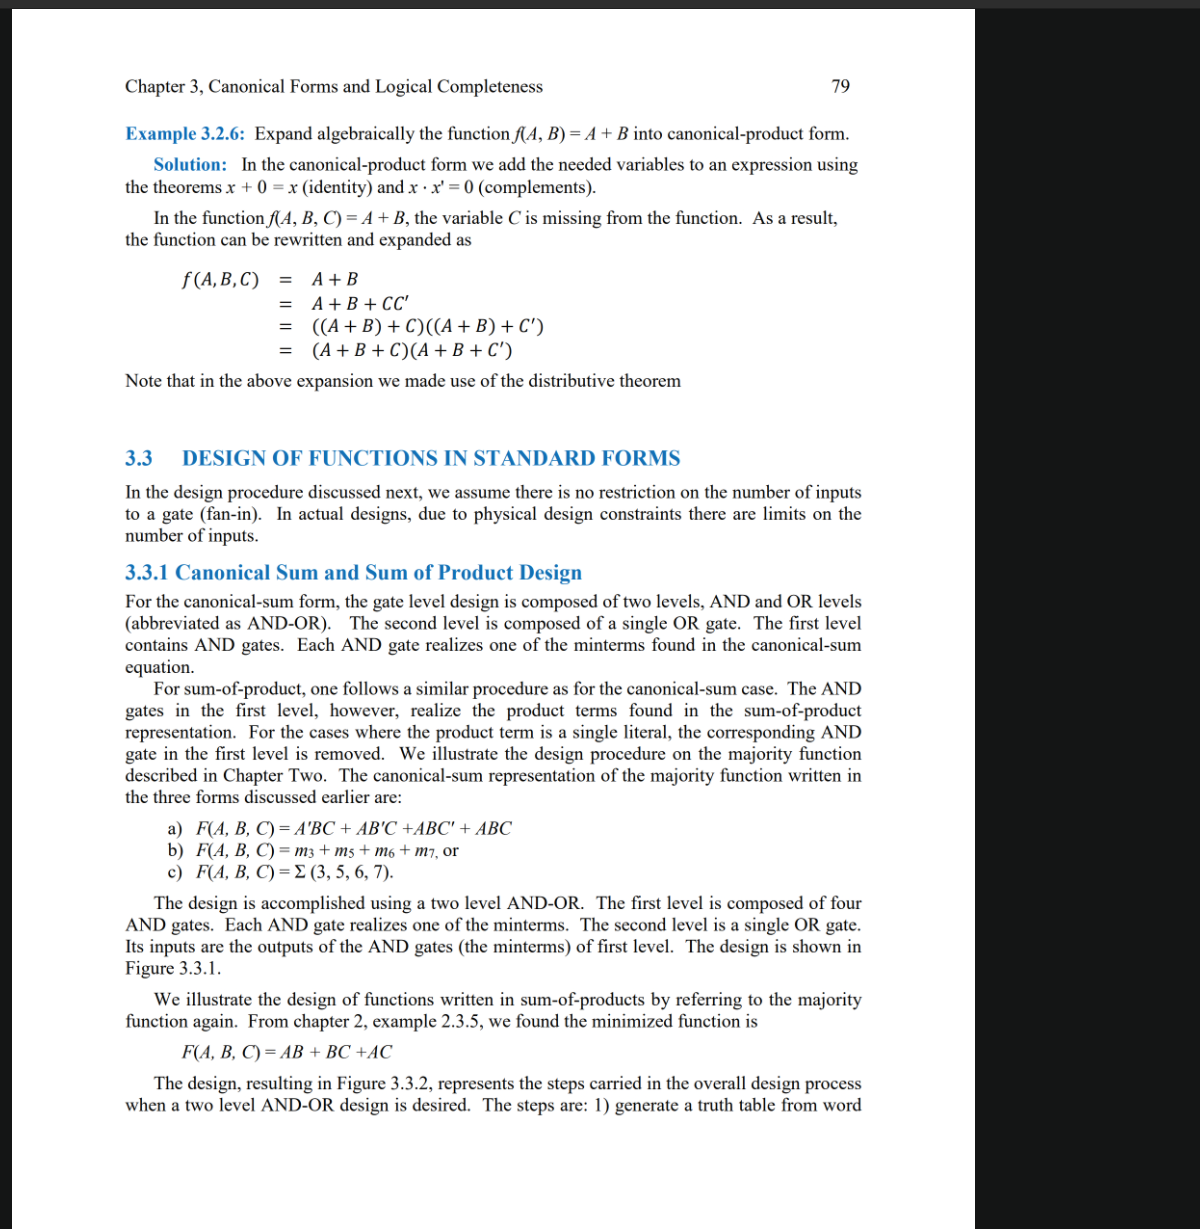 Chapter 3, Canonical Forms and Logical Completeness 79
Example 3.2.6: Expand algebraically the function f(A, B) = A + B into canonical-product form.
Solution: In the canonical-product form we add the needed variables to an expression using
the theorems x + 0 = x (identity) and x · x' = 0 (complements).
In the function f(A, B, C) = A + B, the variable C is missing from the function. As a result,
the function can be rewritten and expanded as
f(A,B,C) = A + B
= A + B + CC′
= ((A + B) + C)((A + B) + C′)
= (A + B + C)(A + B + C′)
Note that in the above expansion we made use of the distributive theorem
3.3 DESIGN OF FUNCTIONS IN STANDARD FORMS
In the design procedure discussed next, we assume there is no restriction on the number of inputs
to a gate (fan-in). In actual designs, due to physical design constraints there are limits on the
number of inputs.
3.3.1 Canonical Sum and Sum of Product Design
For the canonical-sum form, the gate level design is composed of two levels, AND and OR levels
(abbreviated as AND-OR). The second level is composed of a single OR gate. The first level
contains AND gates. Each AND gate realizes one of the minterms found in the canonical-sum
equation.
For sum-of-product, one follows a similar procedure as for the canonical-sum case. The AND
gates in the first level, however, realize the product terms found in the sum-of-product
representation. For the cases where the product term is a single literal, the corresponding AND
gate in the first level is removed. We illustrate the design procedure on the majority function
described in Chapter Two. The canonical-sum representation of the majority function written in
the three forms discussed earlier are:
a) F(A, B, C) = A'BC + AB'C +ABC' + ABC
b) F(A, B, C) = m3 + m5 + m6 + m7, or
c) F(A, B, C) = Σ (3, 5, 6, 7).
The design is accomplished using a two level AND-OR. The first level is composed of four
AND gates. Each AND gate realizes one of the minterms. The second level is a single OR gate.
Its inputs are the outputs of the AND gates (the minterms) of first level. The design is shown in
Figure 3.3.1.
We illustrate the design of functions written in sum-of-products by referring to the majority
function again. From chapter 2, example 2.3.5, we found the minimized function is
F(A, B, C) = AB + BC +AC
The design, resulting in Figure 3.3.2, represents the steps carried in the overall design process
when a two level AND-OR design is desired. The steps are: 1) generate a truth table from word